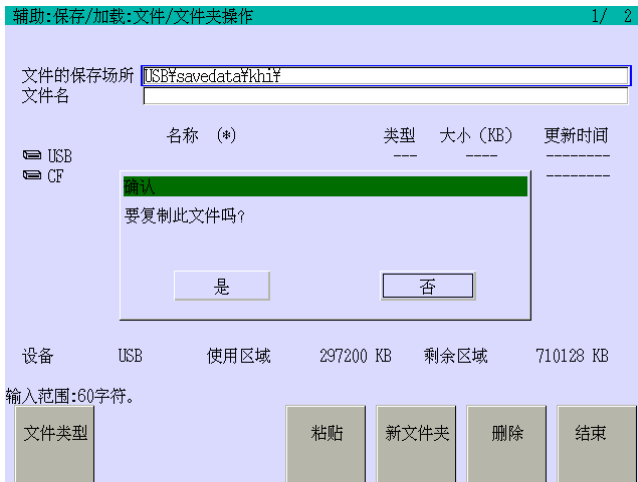 辅助:保存/加载:文件/文件夹操作 1/ 2
文件的保存场所 USB¥savedata¥khi¥
文件名
名称 (*) 类型 大小 (KB) 更新时间
USB --- ---- --------
CF --------
确认
要复制此文件吗?
是 否
设备 USB 使用区域 297200 KB 剩余区域 710128 KB
输入范围:60字符。
文件类型 粘贴 新文件夹 删除 结束